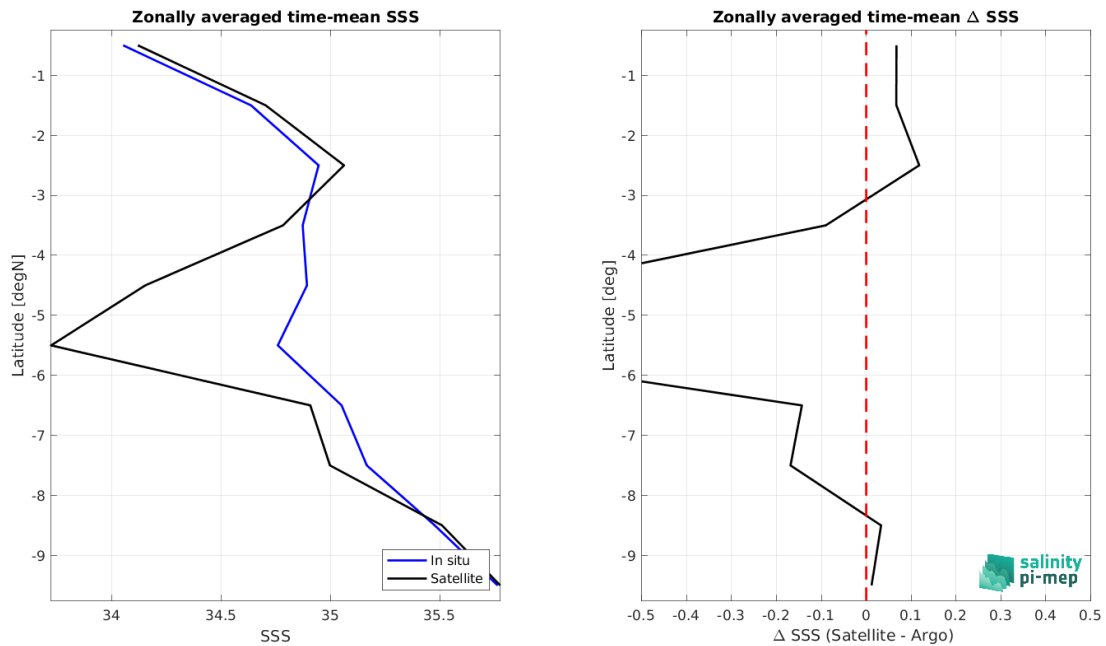 Zonally averaged time-mean SSS
-1
-2
-3
-4
-5
-6
-7
-8
-9
Latitude [degN]
34
34.5
35
35.5
SSS
In situ
Satellite
Zonally averaged time-mean Δ SSS
-1
-2
-3
-4
-5
-6
-7
-8
-9
Latitude [deg]
-0.5 -0.4 -0.3 -0.2 -0.1 0 0.1 0.2 0.3 0.4 0.5
Δ SSS (Satellite - Argo)
salinity
pi-mep